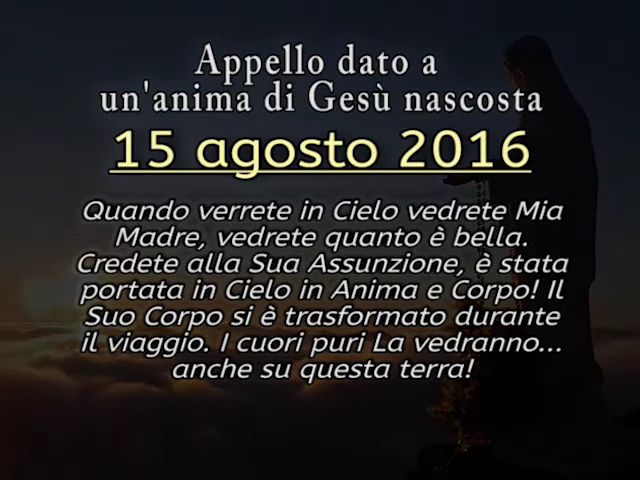 Appello dato a
un'anima di Gesù nascosta
15 agosto 2016
Quando verrete in Cielo vedrete Mia
Madre, vedrete quanto è bella.
Credete alla Sua Assunzione, è stata
portata in Cielo in Anima e Corpo! Il
Suo Corpo si è trasformato durante
il viaggio. I cuori puri La vedranno...
anche su questa terra!